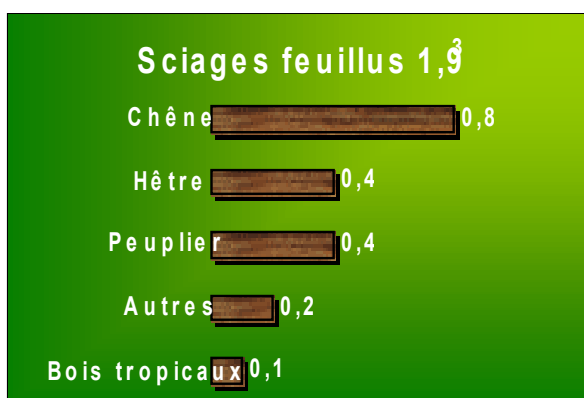 Sciages feuillus 1,9³
Chêne 0,8
Hêtre 0,4
Peuplier 0,4
Autres 0,2
Bois tropicaux 0,1